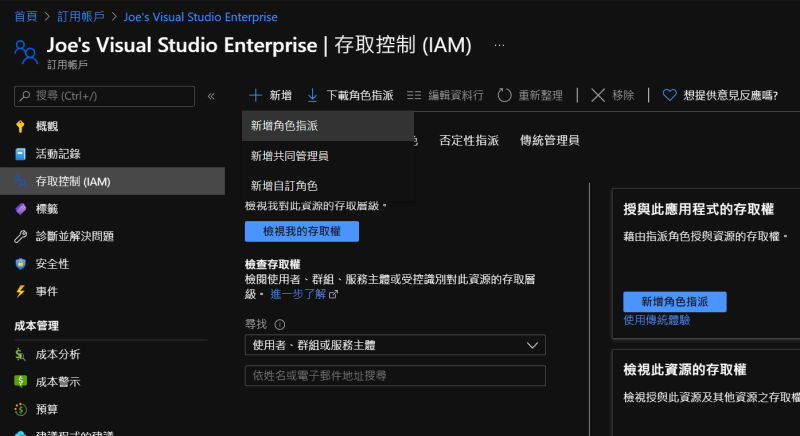 首頁 > 訂用帳戶 > Joe's Visual Studio Enterprise
Joe's Visual Studio Enterprise | 存取控制 (IAM) ...
訂用帳戶
搜尋 (Ctrl+/) «
新增 下載角色指派 編輯資料行 重新整理 移除 想提供意見反應嗎?
新增角色指派
新增共同管理員
新增自訂角色
否定性指派 傳統管理員
概觀
活動記錄
存取控制 (IAM)
標籤
診斷並解決問題
安全性
事件
成本管理
成本分析
成本警示
預算
建議程式的建議
檢視我對此資源的存取層級。
檢視我的存取權
檢查存取權
檢閱使用者、群組、服務主體或受控識別對此資源的存取層
級。 進一步了解
尋找
使用者、群組或服務主體
依姓名或電子郵件地址搜尋
授與此應用程式的存取權
藉由指派角色授與資源的存取權。
新增角色指派
使用傳統體驗
檢視此資源的存取權
檢視授與此資源及其他資源之存取權